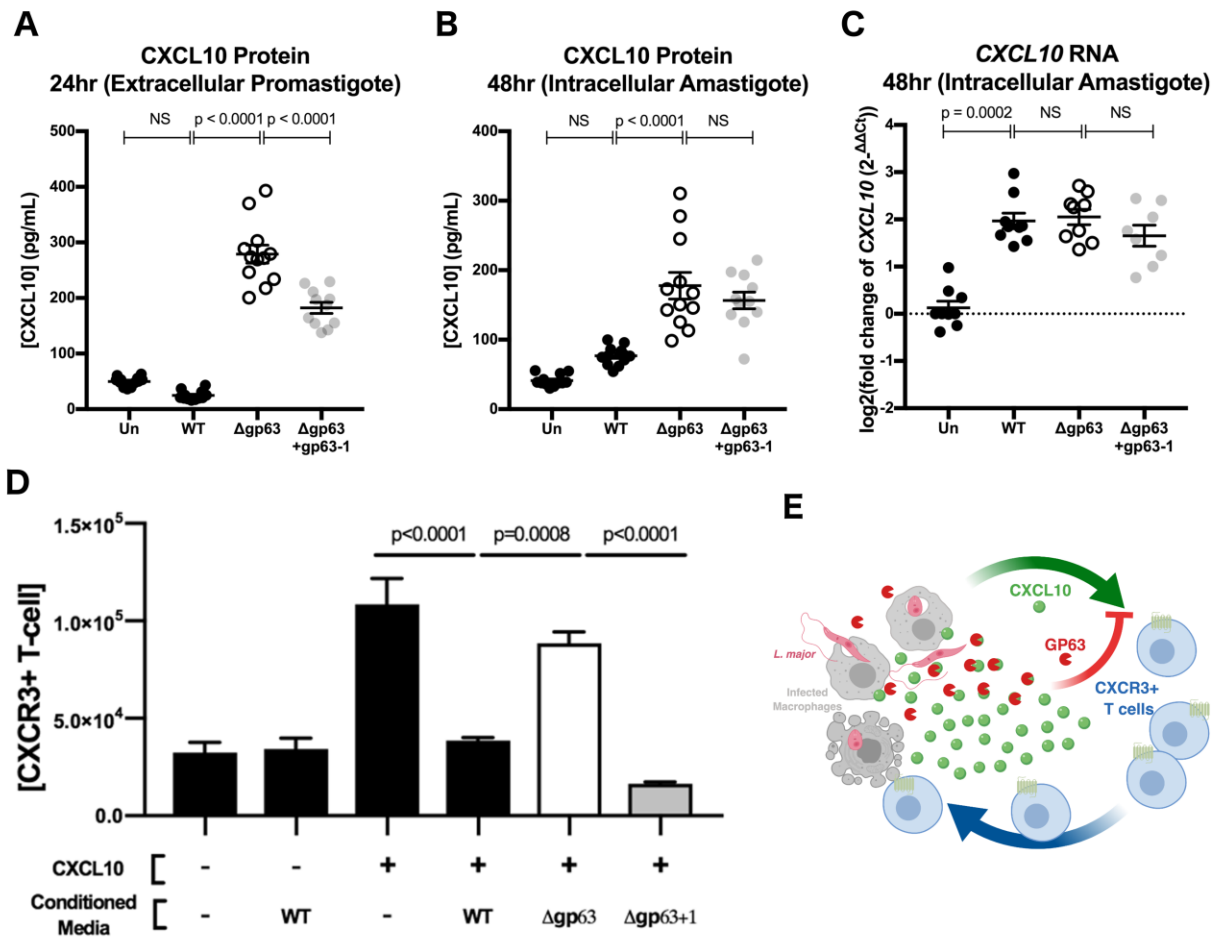 A
CXCL10 Protein
24hr (Extracellular Promastigote)
NS p < 0.0001 p < 0.0001
[CXCL10] (pg/mL)
500
400
300
200
100
0
Un WT Δgp63 Δgp63
+gp63-1
B
CXCL10 Protein
48hr (Intracellular Amastigote)
NS p < 0.0001 NS
[CXCL10] (pg/mL)
400
300
200
100
0
Un WT Δgp63 Δgp63
+gp63-1
C
CXCL10 RNA
48hr (Intracellular Amastigote)
p = 0.0002 NS NS
log2(fold change of CXCL10 (2-ΔΔCt))
4
3
2
1
0
-1
-2
Un WT Δgp63 Δgp63
+gp63-1
D
p<0.0001 p=0.0008 p<0.0001
[CXCR3+ T-cell]
1.5×10⁵
1.0×10⁵
5.0×10⁴
0.0
CXCL10 - - + + + +
Conditioned
Media
- WT - WT Δgp63 Δgp63+1
E
CXCL10
GP63
L. major
Infected
Macrophages
CXCR3+
T cells